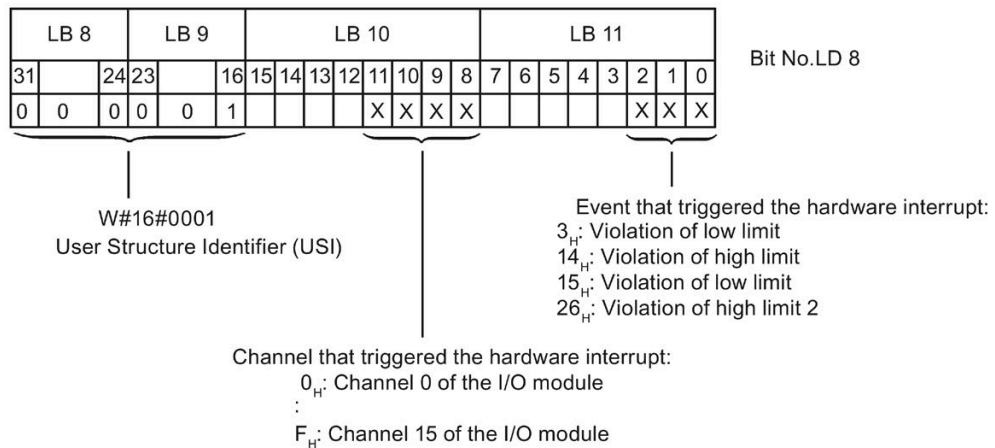 LB 8 LB 9 LB 10 LB 11
Bit No.LD 8
31 24 23 16 15 14 13 12 11 10 9 8 7 6 5 4 3 2 1 0
0 0 0 0 0 1 X X X X X X X
W#16#0001
User Structure Identifier (USI)
Event that triggered the hardware interrupt:
3H: Violation of low limit
14H: Violation of high limit
15H: Violation of low limit
26H: Violation of high limit 2
Channel that triggered the hardware interrupt:
0H: Channel 0 of the I/O module
:
FH: Channel 15 of the I/O module